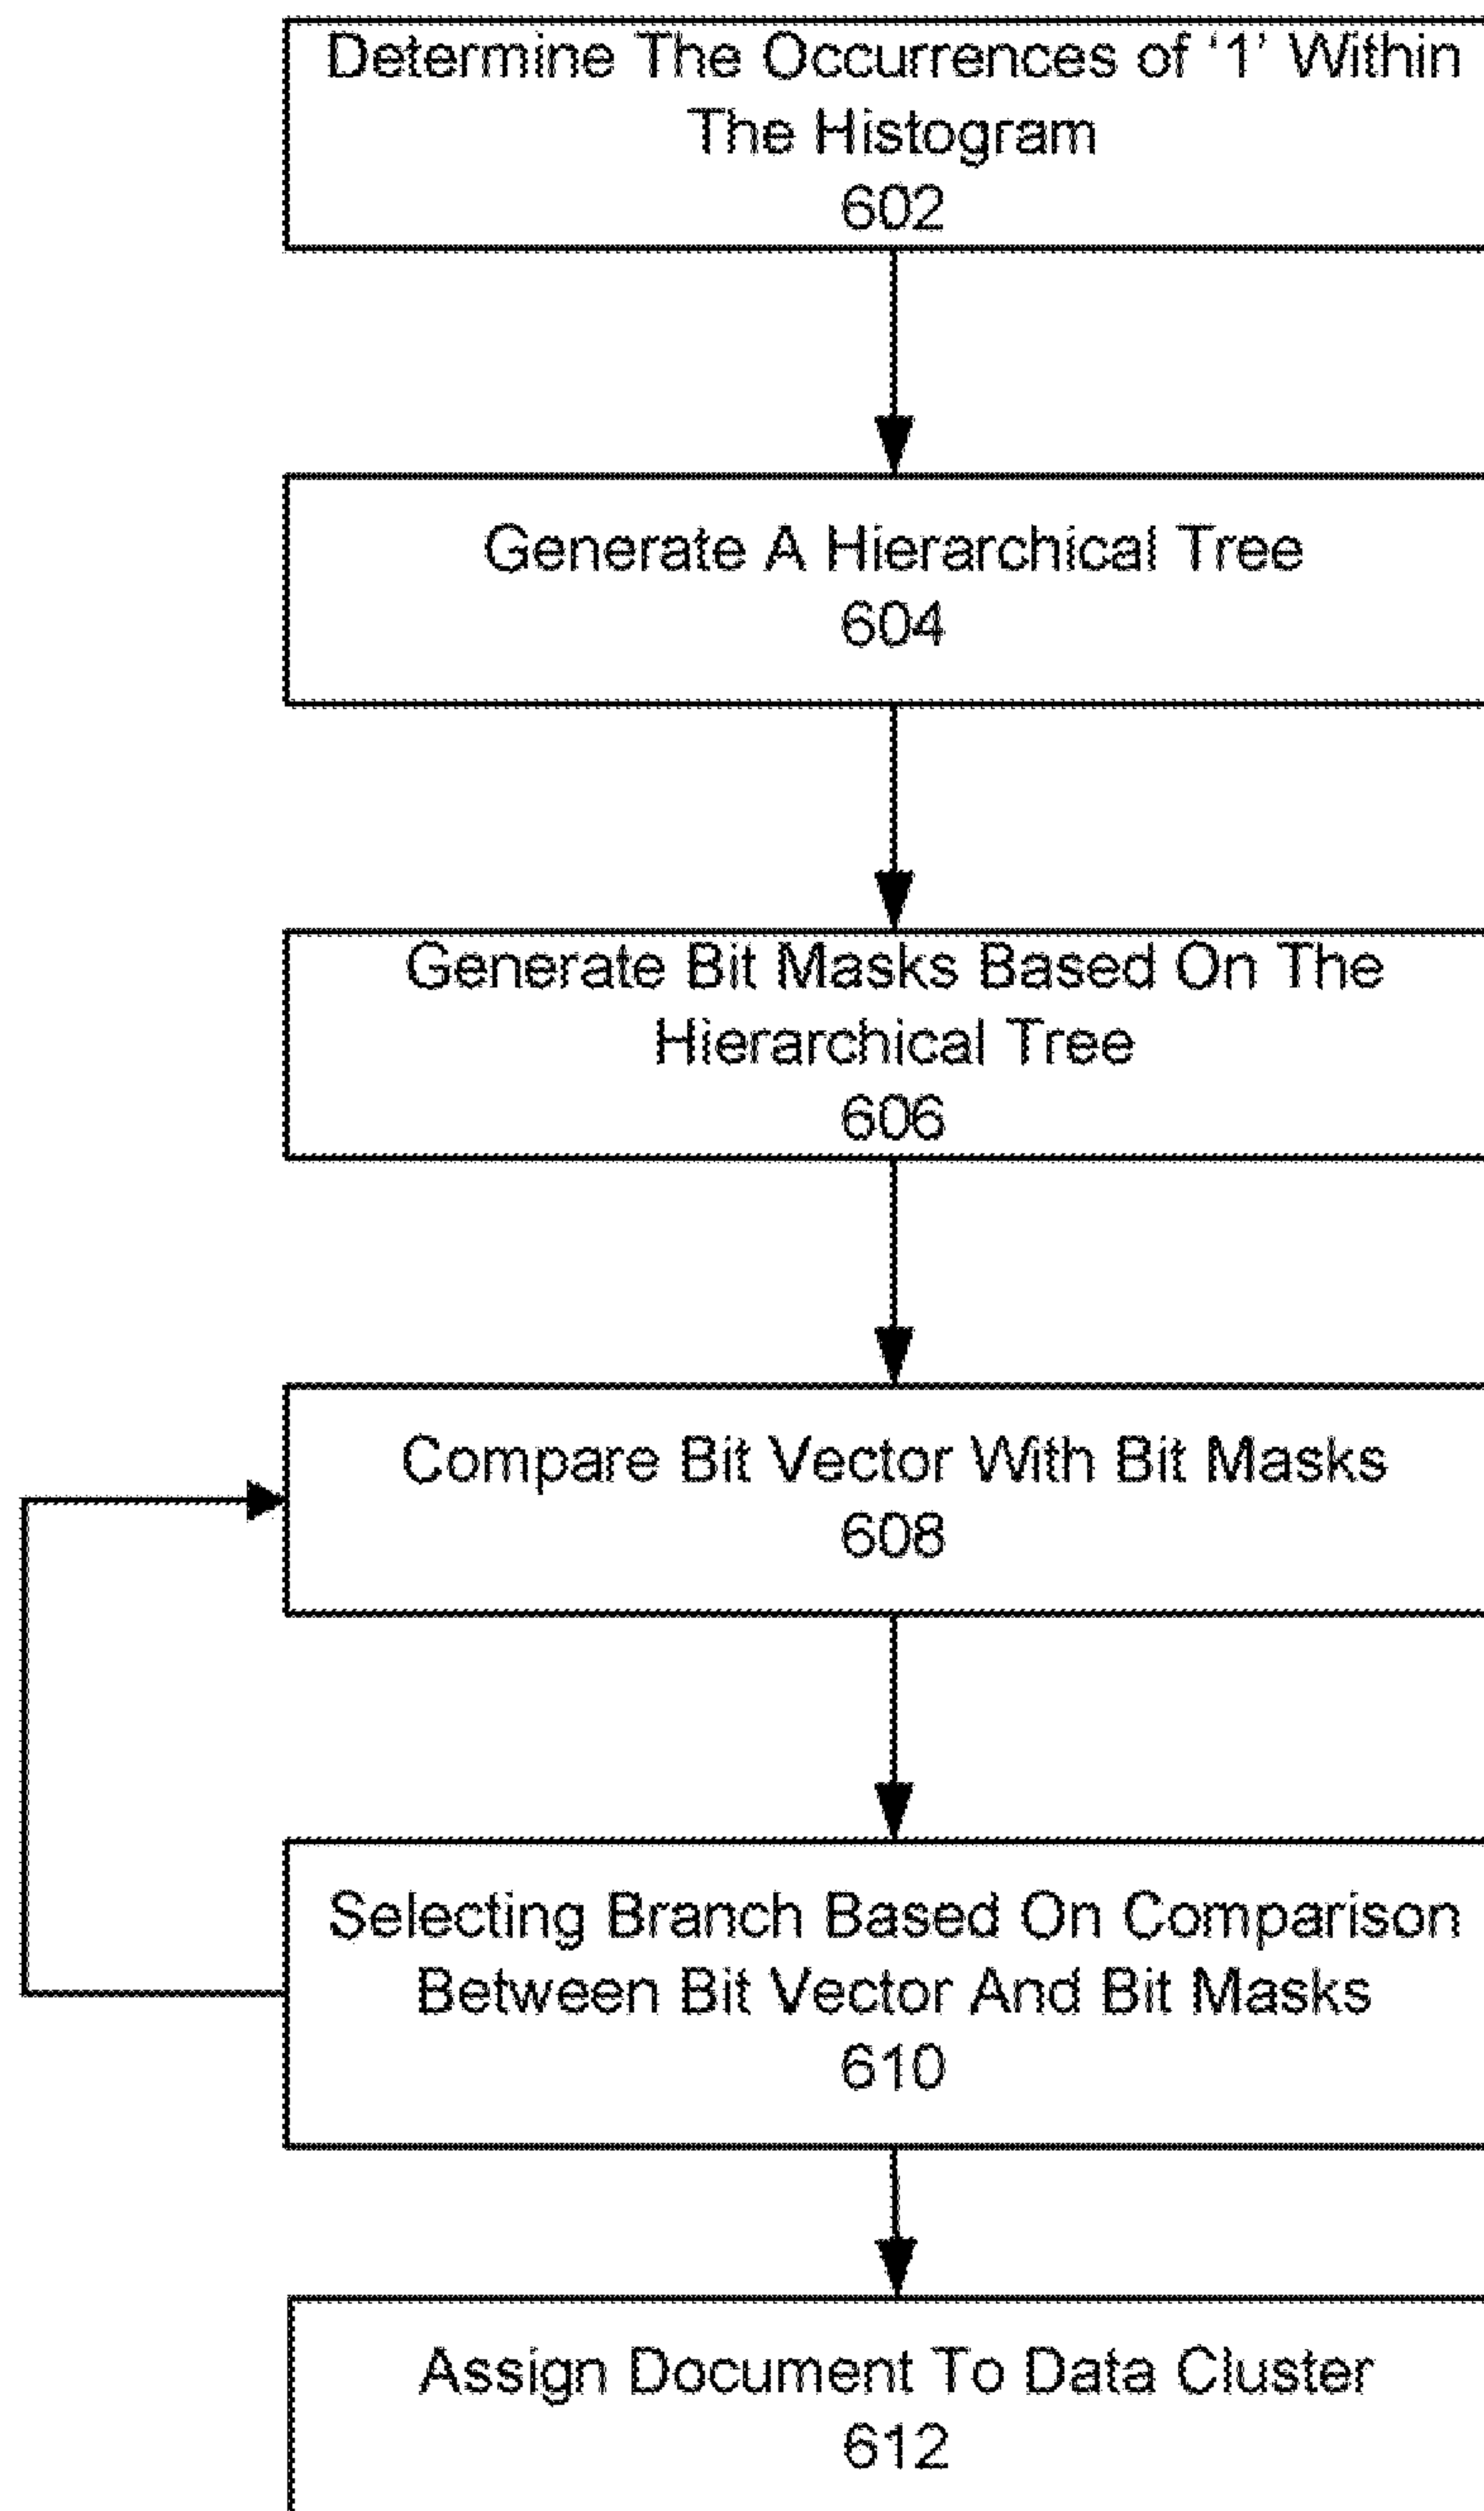 Determine The Occurrences of ‘1’ Within
The Histogram
602
Generate A Hierarchical Tree
604
Generate Bit Masks Based On The
Hierarchical Tree
606
Compare Bit Vector With Bit Masks
608
Selecting Branch Based On Comparison
Between Bit Vector And Bit Masks
610
Assign Document To Data Cluster
612